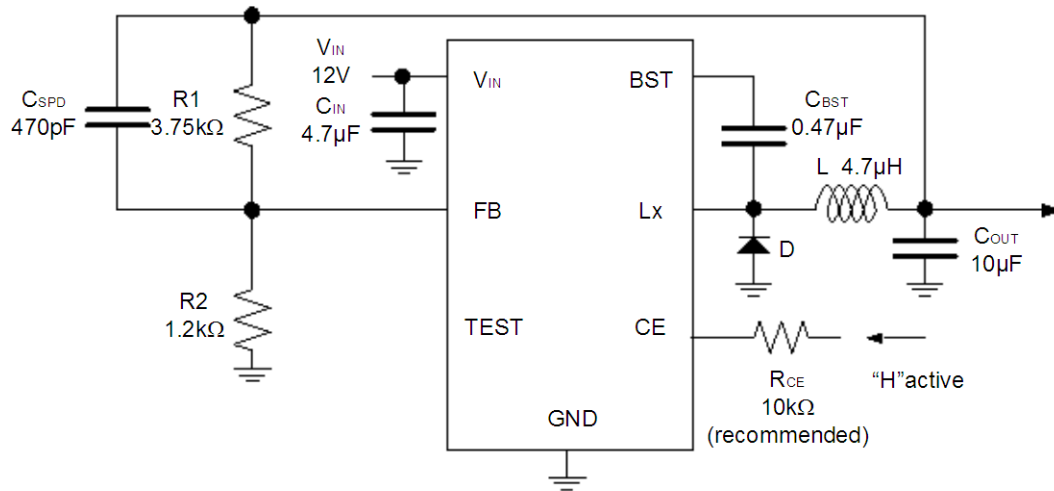 VIN
12V
VIN
BST
CSPD
470pF
R1
3.75kΩ
CIN
4.7µF
CBST
0.47µF
L 4.7µH
FB
Lx
D
COUT
10µF
R2
1.2kΩ
TEST
CE
RCE
10kΩ
(recommended)
“H”active
GND